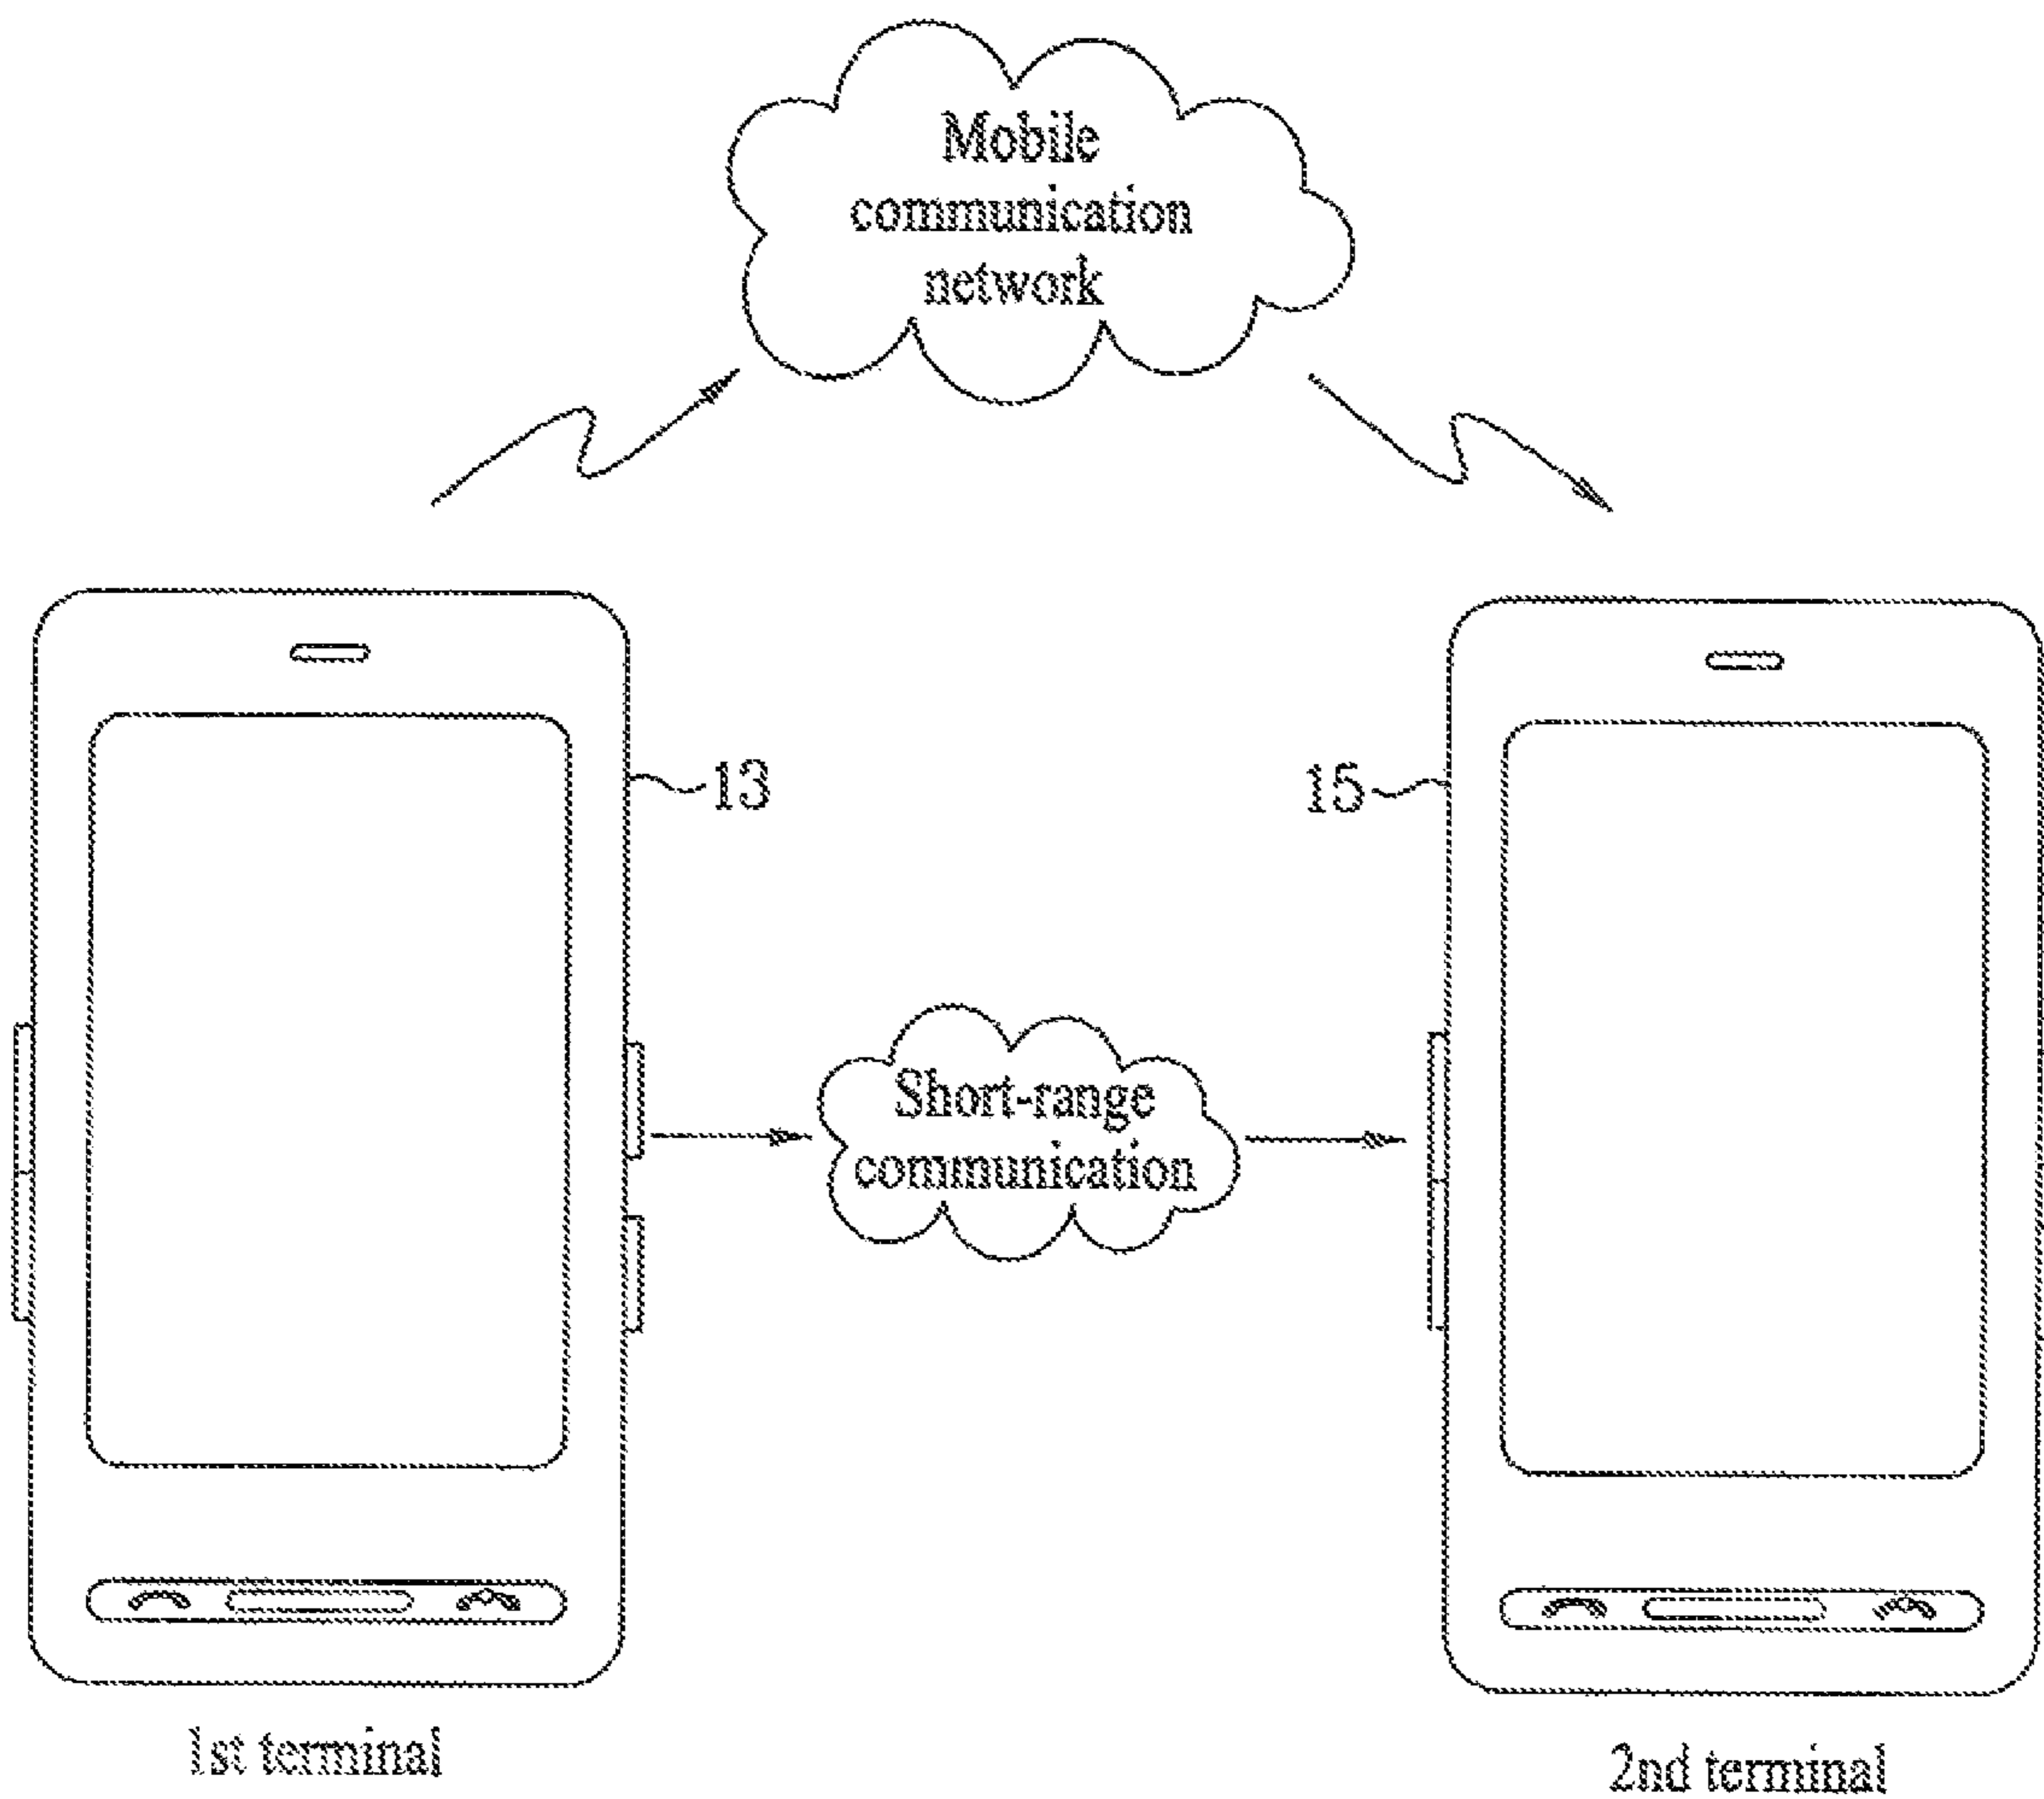 Mobile
communication
network
13
15
Short-range
communication
1st terminal
2nd terminal